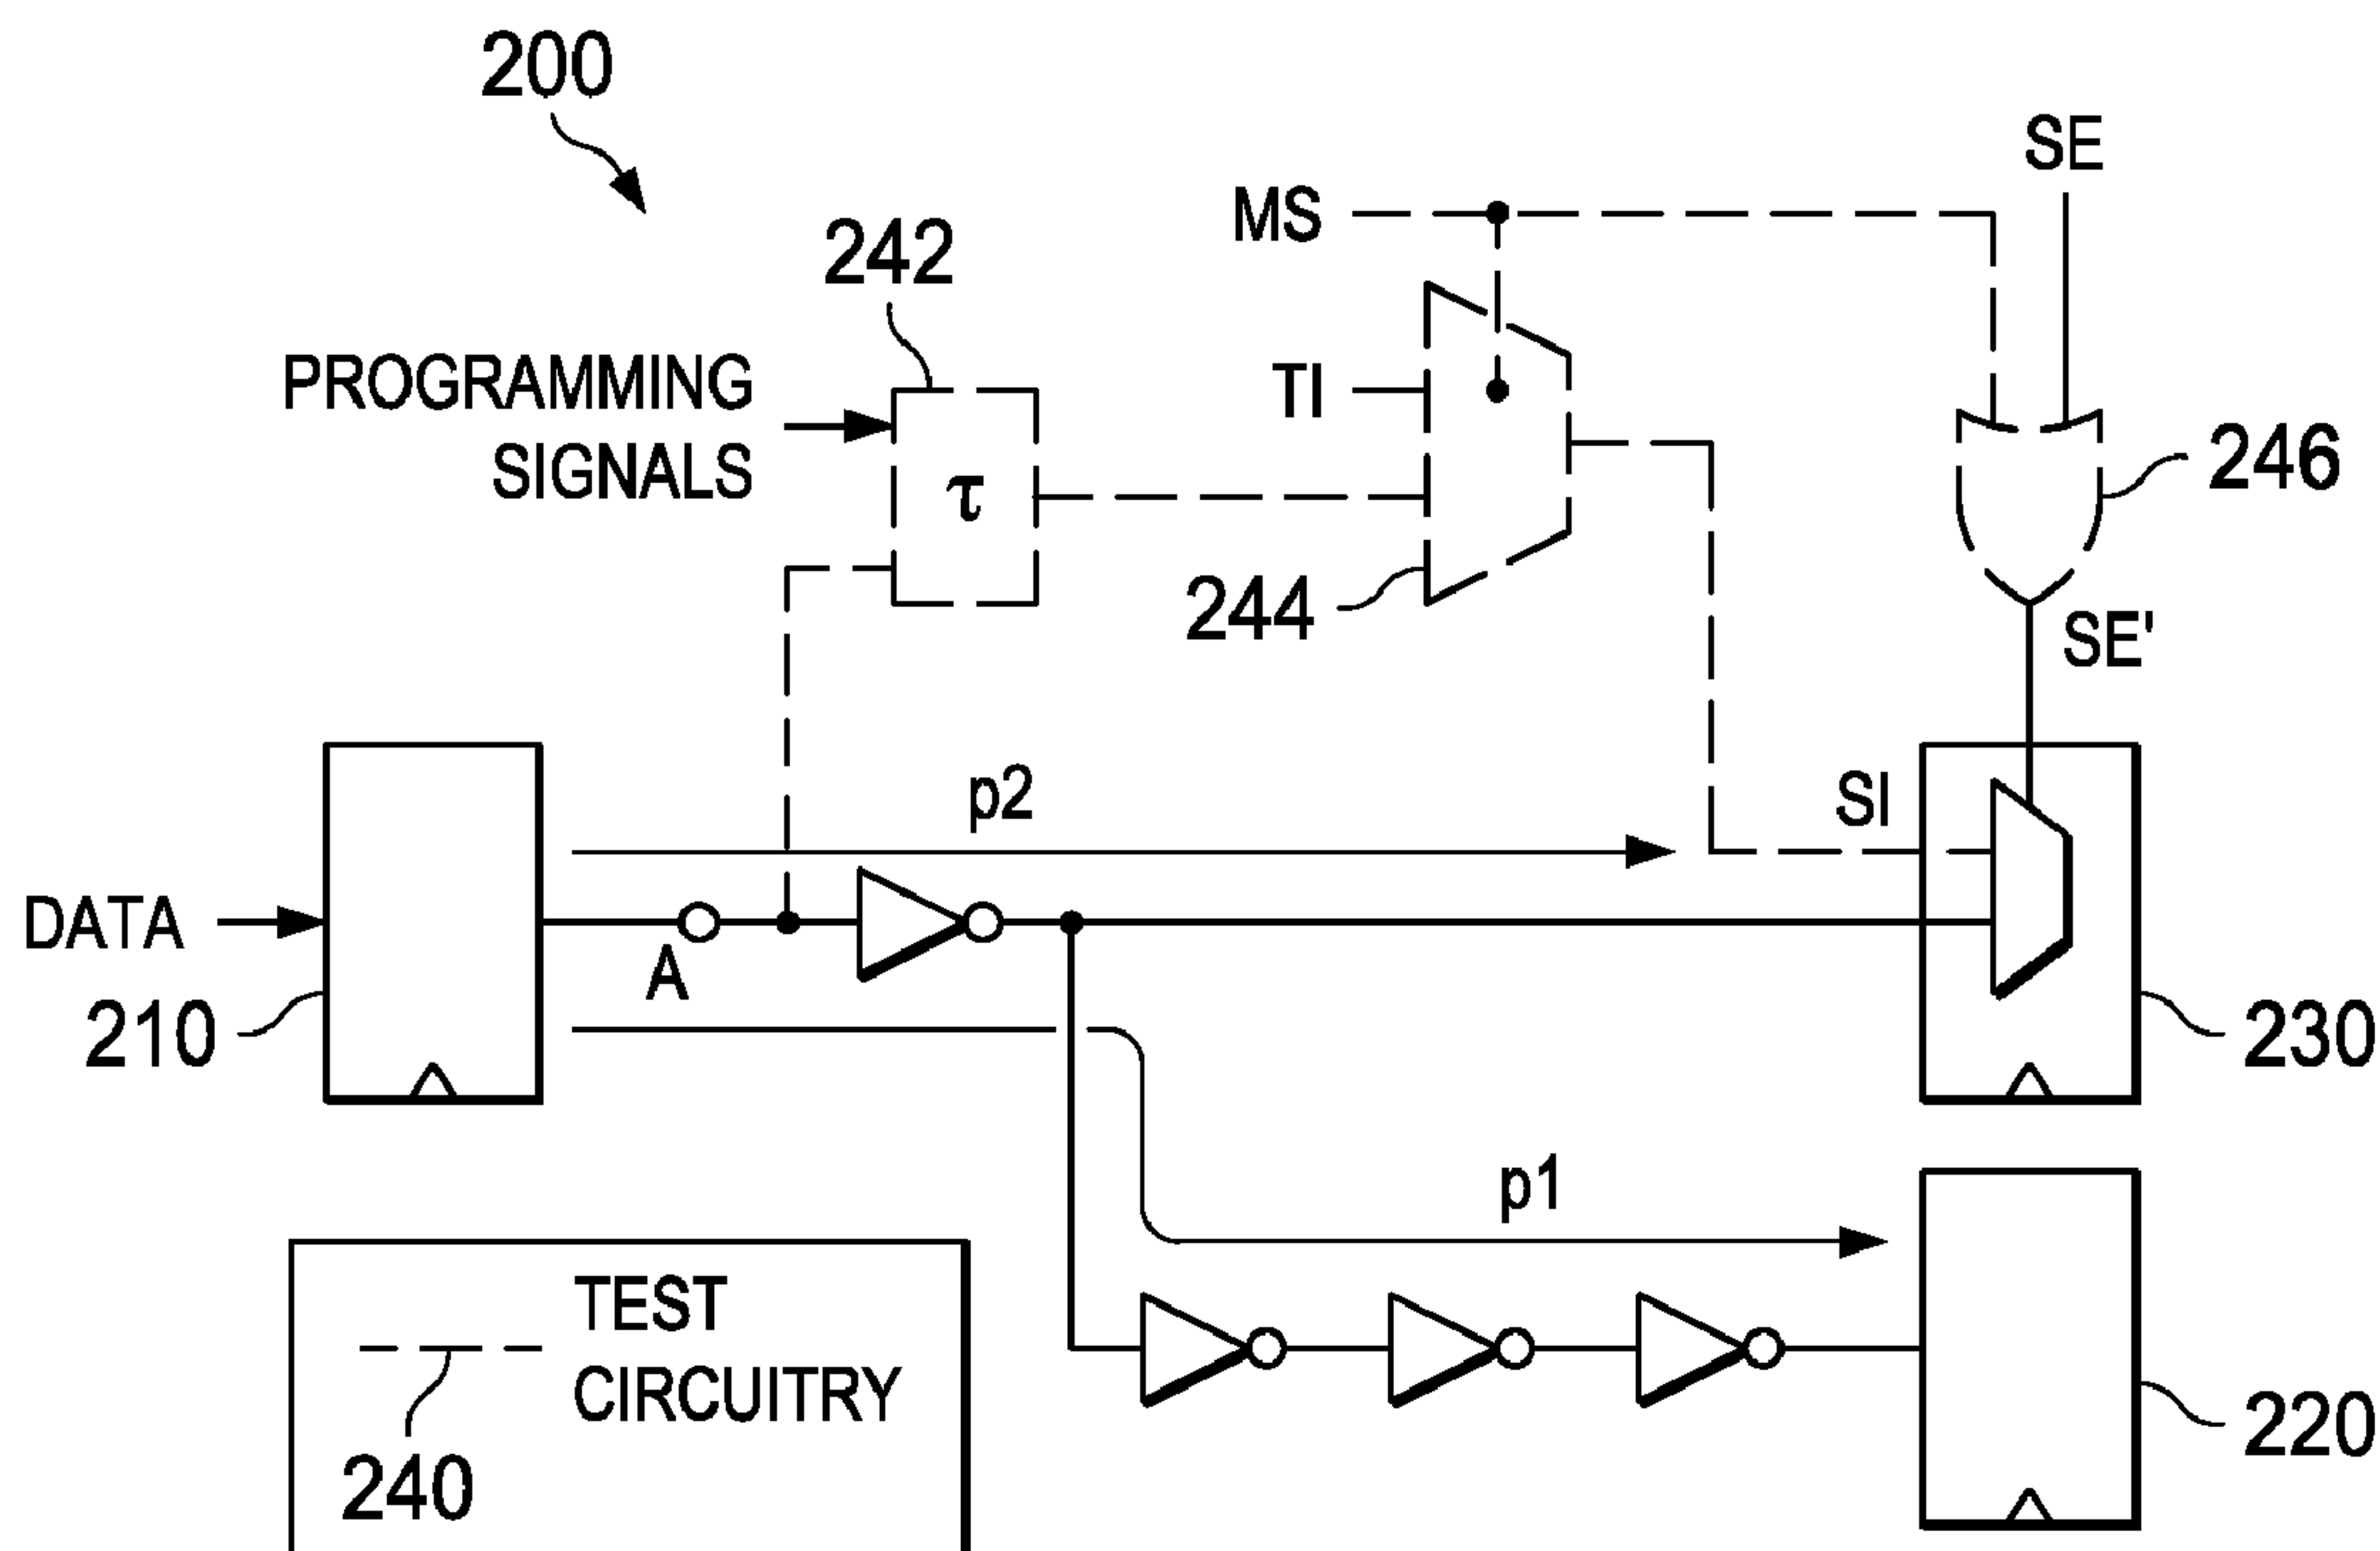 200
SE
MS
242
PROGRAMMING
SIGNALS
TI
τ
246
244
SE'
p2
SI
DATA
A
210
230
p1
TEST
CIRCUITRY
240
220